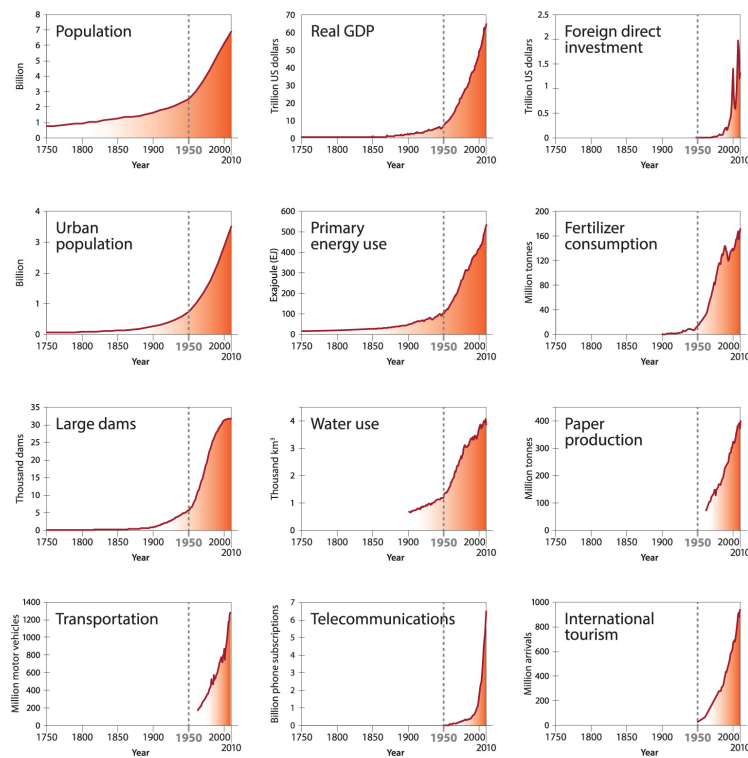 Population
8
7
6
5
4
3
2
1
0
Billion
1750 1800 1850 1900 1950 2000 2010
Year
Real GDP
70
60
50
40
30
20
10
0
Trillion US dollars
1750 1800 1850 1900 1950 2000 2010
Year
Foreign direct
investment
2.5
2
1.5
1
0.5
0
Trillion US dollars
1750 1800 1850 1900 1950 2000 2010
Year
Urban
population
4
3
2
1
0
Billion
1750 1800 1850 1900 1950 2000 2010
Year
Primary
energy use
600
500
400
300
200
100
0
Exajoule (EJ)
1750 1800 1850 1900 1950 2000 2010
Year
Fertilizer
consumption
200
160
120
80
40
0
Million tonnes
1750 1800 1850 1900 1950 2000 2010
Year
Large dams
35
30
25
20
15
10
5
0
Thousand dams
1750 1800 1850 1900 1950 2000 2010
Year
Water use
4
3
2
1
0
Thousand km³
1750 1800 1850 1900 1950 2000 2010
Year
Paper
production
400
300
200
100
0
Million tonnes
1750 1800 1850 1900 1950 2000 2010
Year
Transportation
1400
1200
1000
800
600
400
200
0
Million motor vehicles
1750 1800 1850 1900 1950 2000 2010
Year
Telecommunications
7
6
5
4
3
2
1
0
Billion phone subscriptions
1750 1800 1850 1900 1950 2000 2010
Year
International
tourism
1000
800
600
400
200
0
Million arrivals
1750 1800 1850 1900 1950 2000 2010
Year